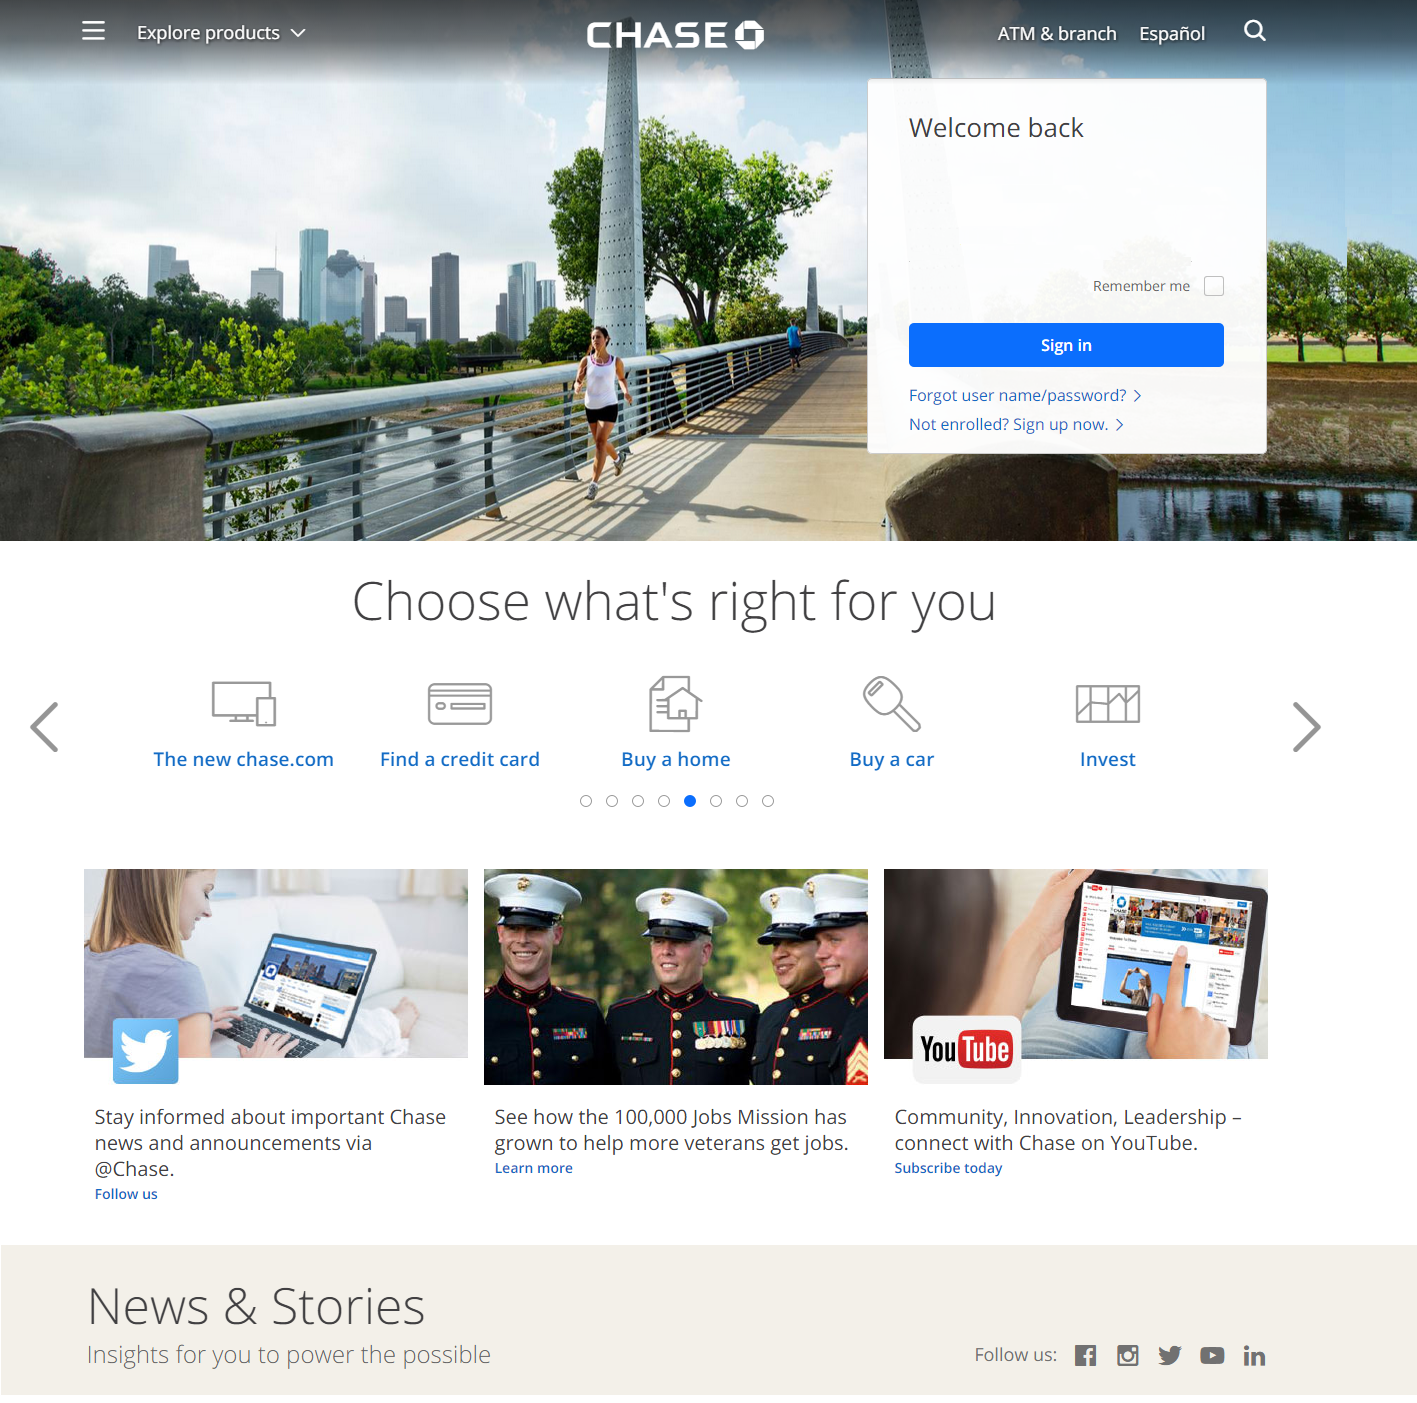 Explore products
CHASE
ATM & branch
Español
Welcome back
Remember me
Sign in
Forgot user name/password?
Not enrolled? Sign up now.
Choose what's right for you
The new chase.com
Find a credit card
Buy a home
Buy a car
Invest
YouTube
Stay informed about important Chase
news and announcements via
@Chase.
Follow us
See how the 100,000 Jobs Mission has
grown to help more veterans get jobs.
Learn more
Community, Innovation, Leadership –
connect with Chase on YouTube.
Subscribe today
News & Stories
Insights for you to power the possible
Follow us: